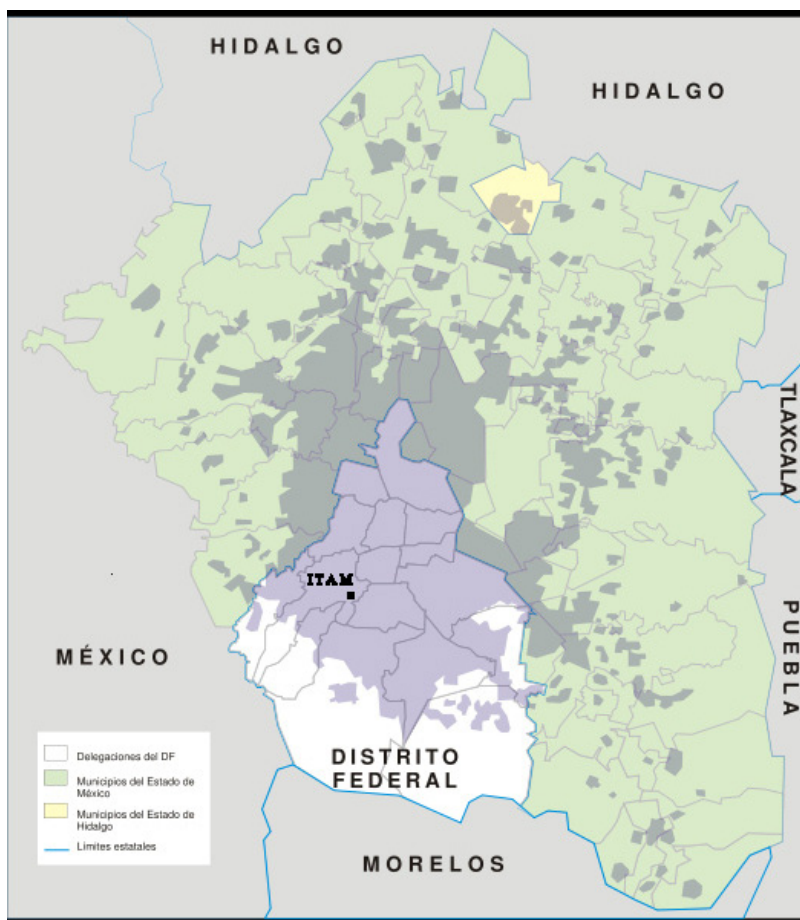 HIDALGO
HIDALGO
TLAXCALA
ITAM
PUEBLA
MÉXICO
DISTRITO
FEDERAL
MORELOS
Delegaciones del DF
Municipios del Estado de
México
Municipios del Estado de
Hidalgo
Limites estatales